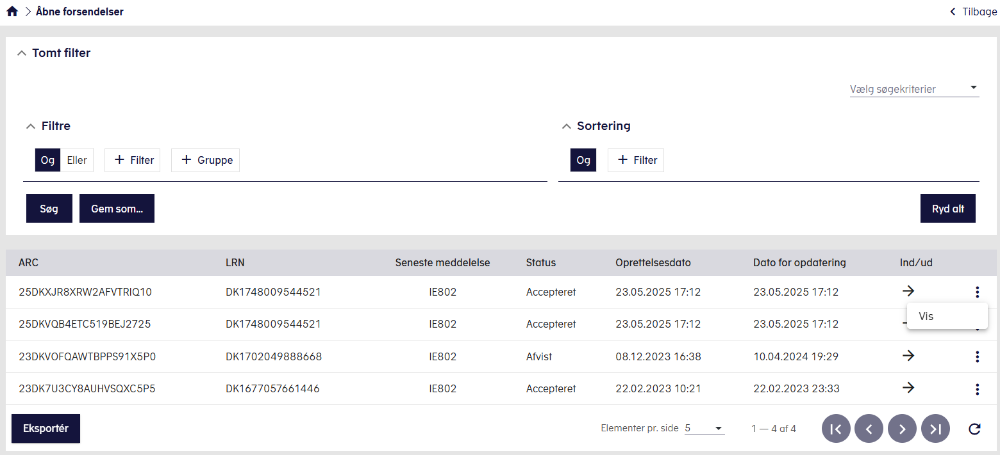 Åbne forsendelser
Tilbage
Tomt filter
Vælg søgekriterier
Filtre
Sortering
Og Eller + Filter + Gruppe
Og + Filter
Søg Gem som...
Ryd alt
ARC LRN Seneste meddelelse Status Oprettelsesdato Dato for opdatering Ind/ud
25DKXJR8XRW2AFVTRIQ10 DK1748009544521 IE802 Accepteret 23.05.2025 17:12 23.05.2025 17:12
Vis
25DKVQB4ETC519BEJ2725 DK1748009544521 IE802 Accepteret 23.05.2025 17:12 23.05.2025 17:12
23DKVOFQAWTBPPS91X5P0 DK1702049888668 IE802 Afvist 08.12.2023 16:38 10.04.2024 19:29
23DK7U3CY8AUHVSQXC5P5 DK1677057661446 IE802 Accepteret 22.02.2023 10:21 22.02.2023 23:33
Eksportér
Elementer pr. side 5 1 — 4 af 4